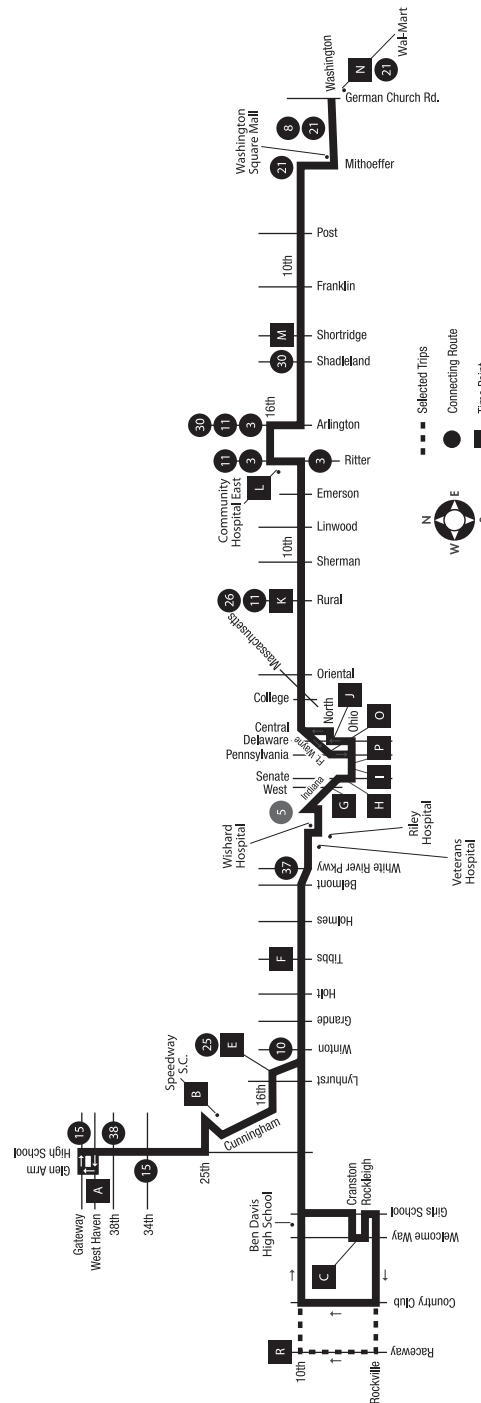 Gateway
West Haven
Glen Arm
High School
15
A
38
38th
34th
15
25th
Cunningham
B
Speedway
S.C.
16th
25
E
10
Lynhurst
Winton
Grande
Holt
F
Tibbs
Holmes
Belmont
White River Pkwy
37
Wishard
Hospital
5
Veterans
Hospital
Riley
Hospital
Indiana
G
H
I
P
O
J
West
Senate
Pennsylvania
Delaware
Central
Ft. Wayne
North
Ohio
College
Oriental
Massachusetts
26
11
K
Rural
Sherman
10th
Linwood
Emerson
Community
Hospital East
L
11
3
3
Ritter
16th
30
11
3
Arlington
30
Shadleland
M
Shortridge
Franklin
10th
Post
21
Mithoeffer
Washington
Square Mall
8
21
German Church Rd.
Washington
N
21
Wal-Mart
R
10th
Rockville
Raceway
Country Club
C
Welcome Way
Girls School
Cranston
Rockleigh
Ben Davis
High School
N
W
E
Selected Trips
Connecting Route